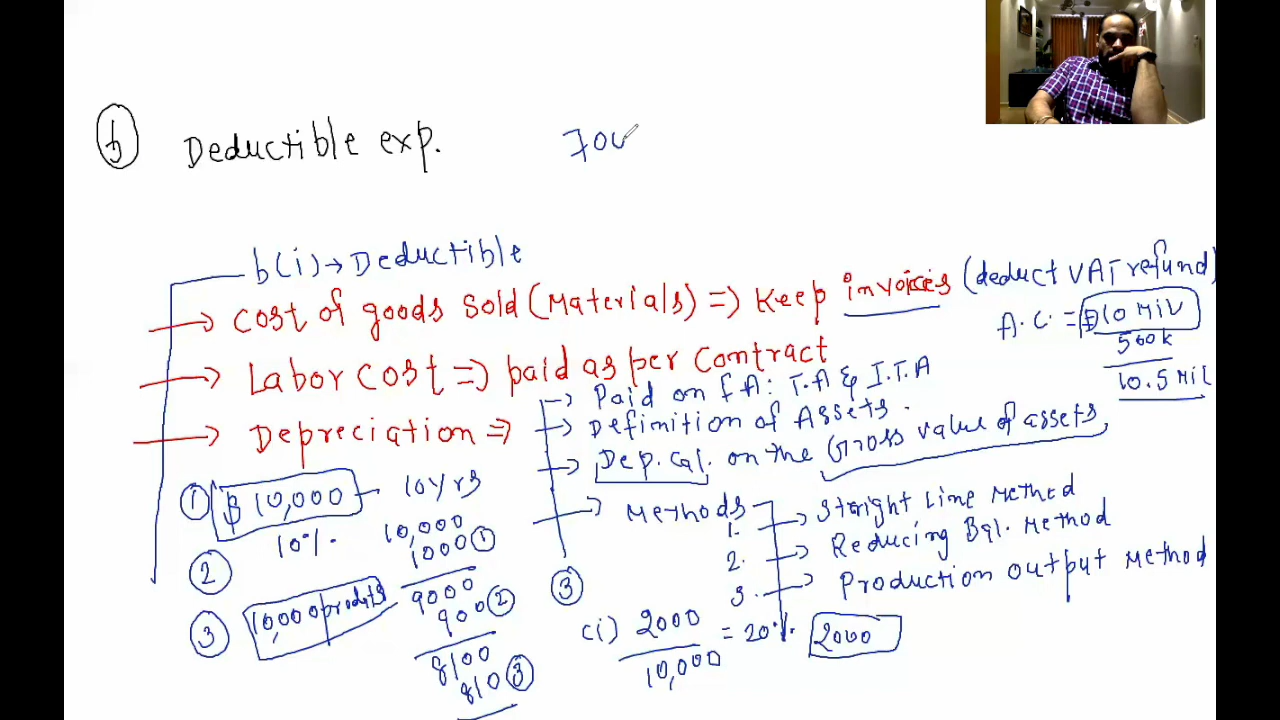 b Deductible exp. FOU
b(i)→ Deductible
→ Cost of goods Sold (Materials) => Keep invoices (deduct VAT refund)
A.C. = 10 Mil
500k
10.5 Mil
→ Labor Cost => paid as per Contract
→ Depreciation =>
→ Paid on FA: T.A & I.T.A
→ Definition of Assets.
→ Dep. Cal. on the Gross value of assets
→ Methods
1. → Straight Line Method
2. → Reducing Bal. Method
3. → Production output Method
① $10,000 10 yrs
10%.
10,000
1000 ①
9000
900 ②
8100
810 ③
②
③ 10,000 products
③
(i) 2000 = 20%. 2000
10,000